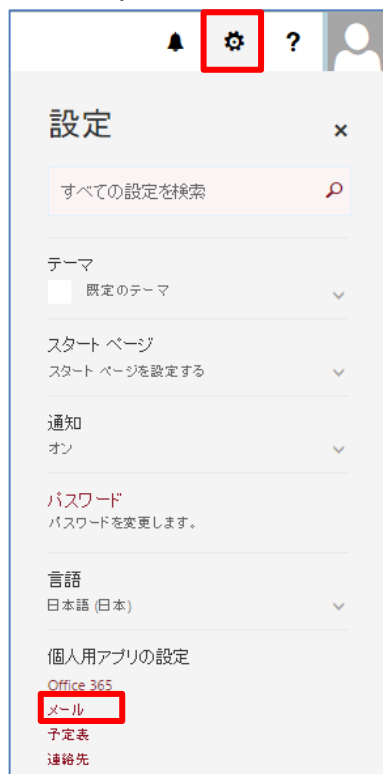 ?
設定
×
すべての設定を検索
テーマ
既定のテーマ
スタート ページ
スタート ページを設定する
通知
オン
パスワード
パスワードを変更します。
言語
日本語 (日本)
個人用アプリの設定
Office 365
メール
予定表
連絡先